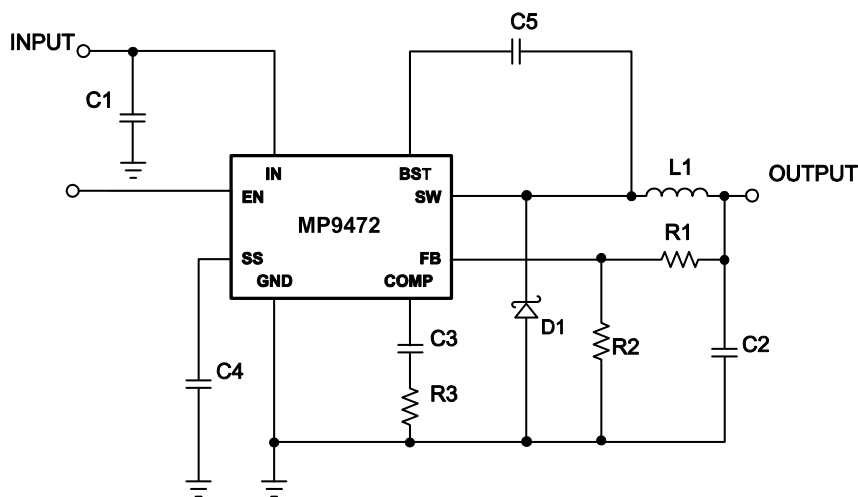 C5
INPUT
C1
L1
IN
BST
OUTPUT
EN
SW
MP9472
R1
SS
FB
GND
COMP
D1
C3
R2
C2
C4
R3